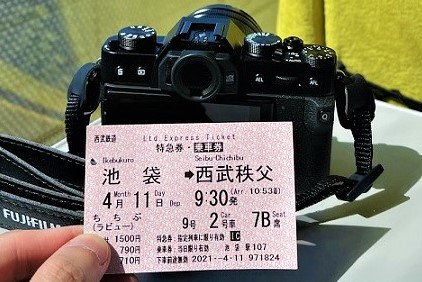 西武鉄道 Ltd.Express Ticket
特急券・乗車券
Ikebukuro Seibu-Chichibu
池袋 ➡ 西武秩父
Month Day Dep. (Arr. 10:53着)
4月11日 9:30発
ちちぶ 9号 2号車 7B席
Car Seat
(ラビュー)
1500円 特急券:指定列車に限り有効
790円 乗車券:当日限り有効 池袋駅107
710円 下車前途無効 2021-4-11 971824
FUJIFILM
AEL
AFL